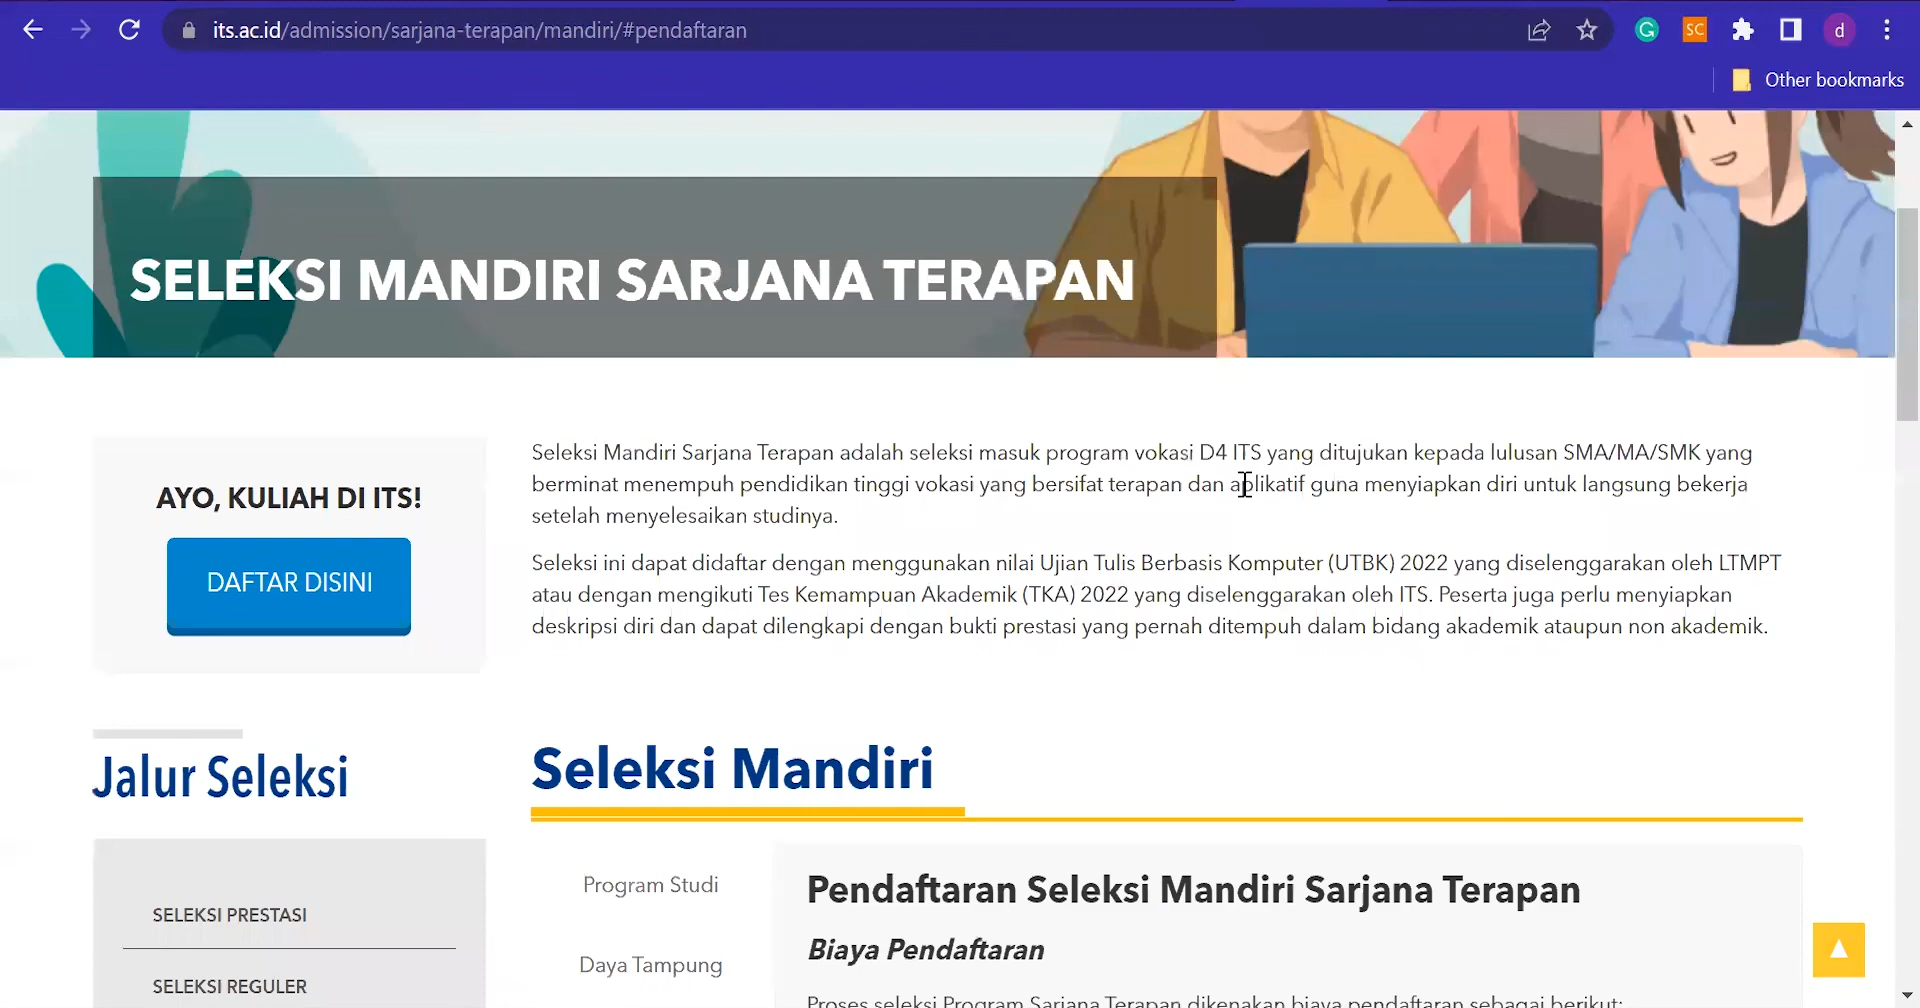 its.ac.id/admission/sarjana-terapan/mandiri/#pendaftaran
G
SC
d
Other bookmarks
SELEKSI MANDIRI SARJANA TERAPAN
AYO, KULIAH DI ITS!
DAFTAR DISINI
Seleksi Mandiri Sarjana Terapan adalah seleksi masuk program vokasi D4 ITS yang ditujukan kepada lulusan SMA/MA/SMK yang
berminat menempuh pendidikan tinggi vokasi yang bersifat terapan dan aplikatif guna menyiapkan diri untuk langsung bekerja
setelah menyelesaikan studinya.
Seleksi ini dapat didaftar dengan menggunakan nilai Ujian Tulis Berbasis Komputer (UTBK) 2022 yang diselenggarakan oleh LTMPT
atau dengan mengikuti Tes Kemampuan Akademik (TKA) 2022 yang diselenggarakan oleh ITS. Peserta juga perlu menyiapkan
deskripsi diri dan dapat dilengkapi dengan bukti prestasi yang pernah ditempuh dalam bidang akademik ataupun non akademik.
Jalur Seleksi
SELEKSI PRESTASI
SELEKSI REGULER
Seleksi Mandiri
Program Studi
Daya Tampung
Pendaftaran Seleksi Mandiri Sarjana Terapan
Biaya Pendaftaran
Proses seleksi Program Sarjana Terapan dikenakan biaya pendaftaran sebagai berikut: